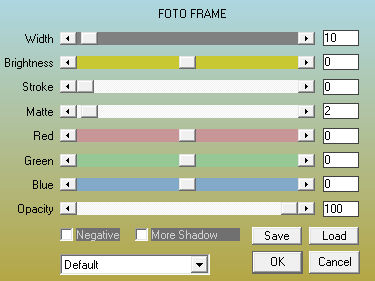 FOTO FRAME
Width 10
Brightness 0
Stroke 0
Matte 2
Red 0
Green 0
Blue 0
Opacity 100
Negative More Shadow Save Load
Default OK Cancel